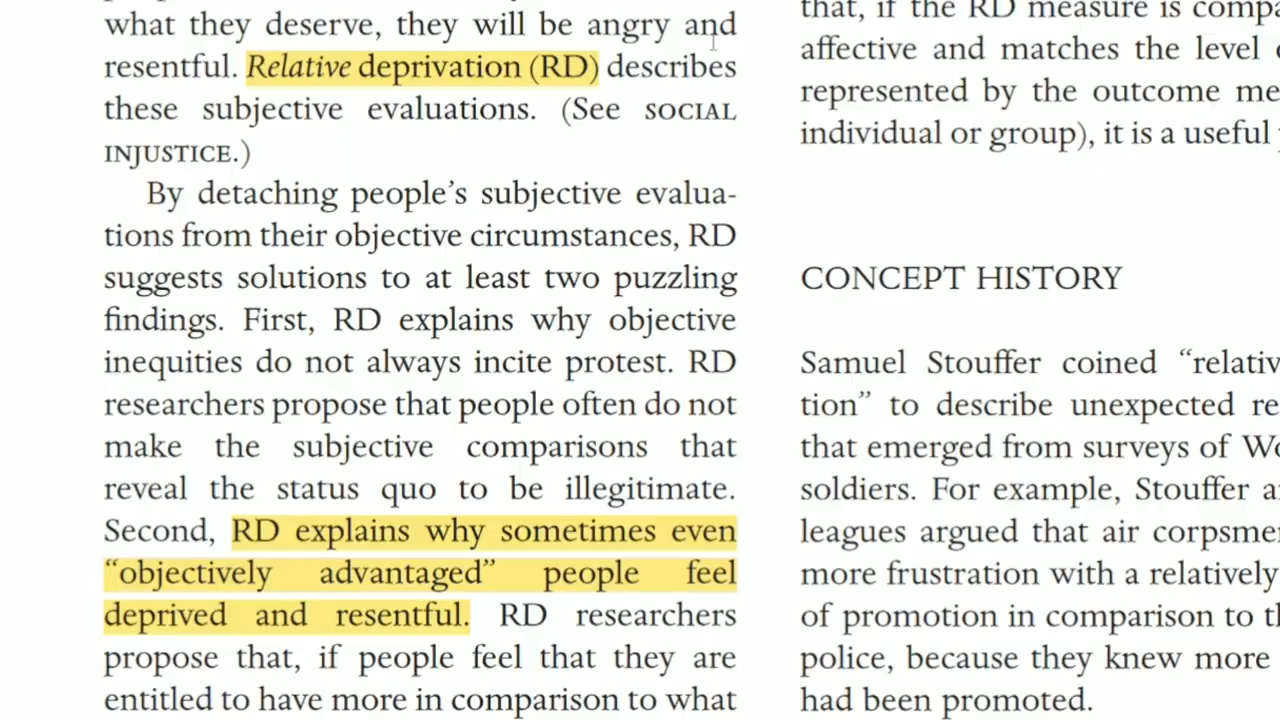 what they deserve, they will be angry and
resentful. Relative deprivation (RD) describes
these subjective evaluations. (See SOCIAL
INJUSTICE.)
By detaching people’s subjective evalua-
tions from their objective circumstances, RD
suggests solutions to at least two puzzling
findings. First, RD explains why objective
inequities do not always incite protest. RD
researchers propose that people often do not
make the subjective comparisons that
reveal the status quo to be illegitimate.
Second, RD explains why sometimes even
“objectively advantaged” people feel
deprived and resentful. RD researchers
propose that, if people feel that they are
entitled to have more in comparison to what
that, if the RD measure is
affective and matches the level
represented by the outcome
individual or group), it is a useful
CONCEPT HISTORY
Samuel Stouffer coined
tion” to describe unexpected
that emerged from surveys of
soldiers. For example, Stouffer
leagues argued that air
more frustration with a relatively
of promotion in comparison to
police, because they knew more
had been promoted.